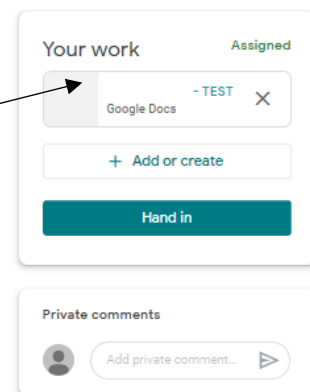 Your work
Assigned
- TEST
Google Docs
+ Add or create
Hand in
Private comments
Add private comment...